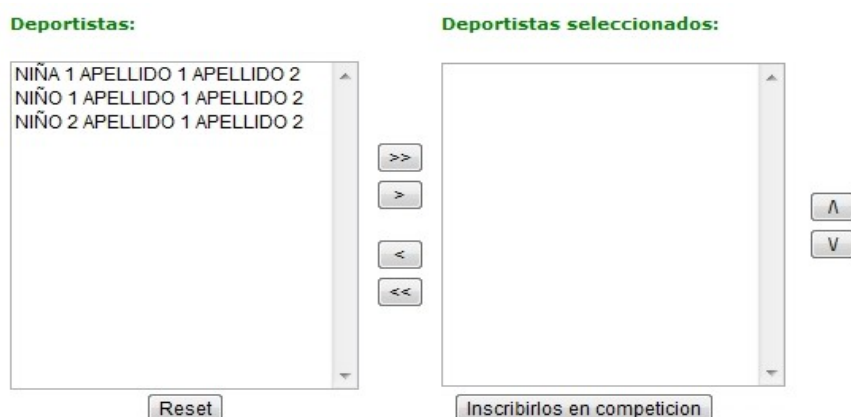 Deportistas:
Deportistas seleccionados:
NIÑA 1 APELLIDO 1 APELLIDO 2
NIÑO 1 APELLIDO 1 APELLIDO 2
NIÑO 2 APELLIDO 1 APELLIDO 2
>>
>
<
<<
Λ
V
Reset
Inscribirlos en competicion